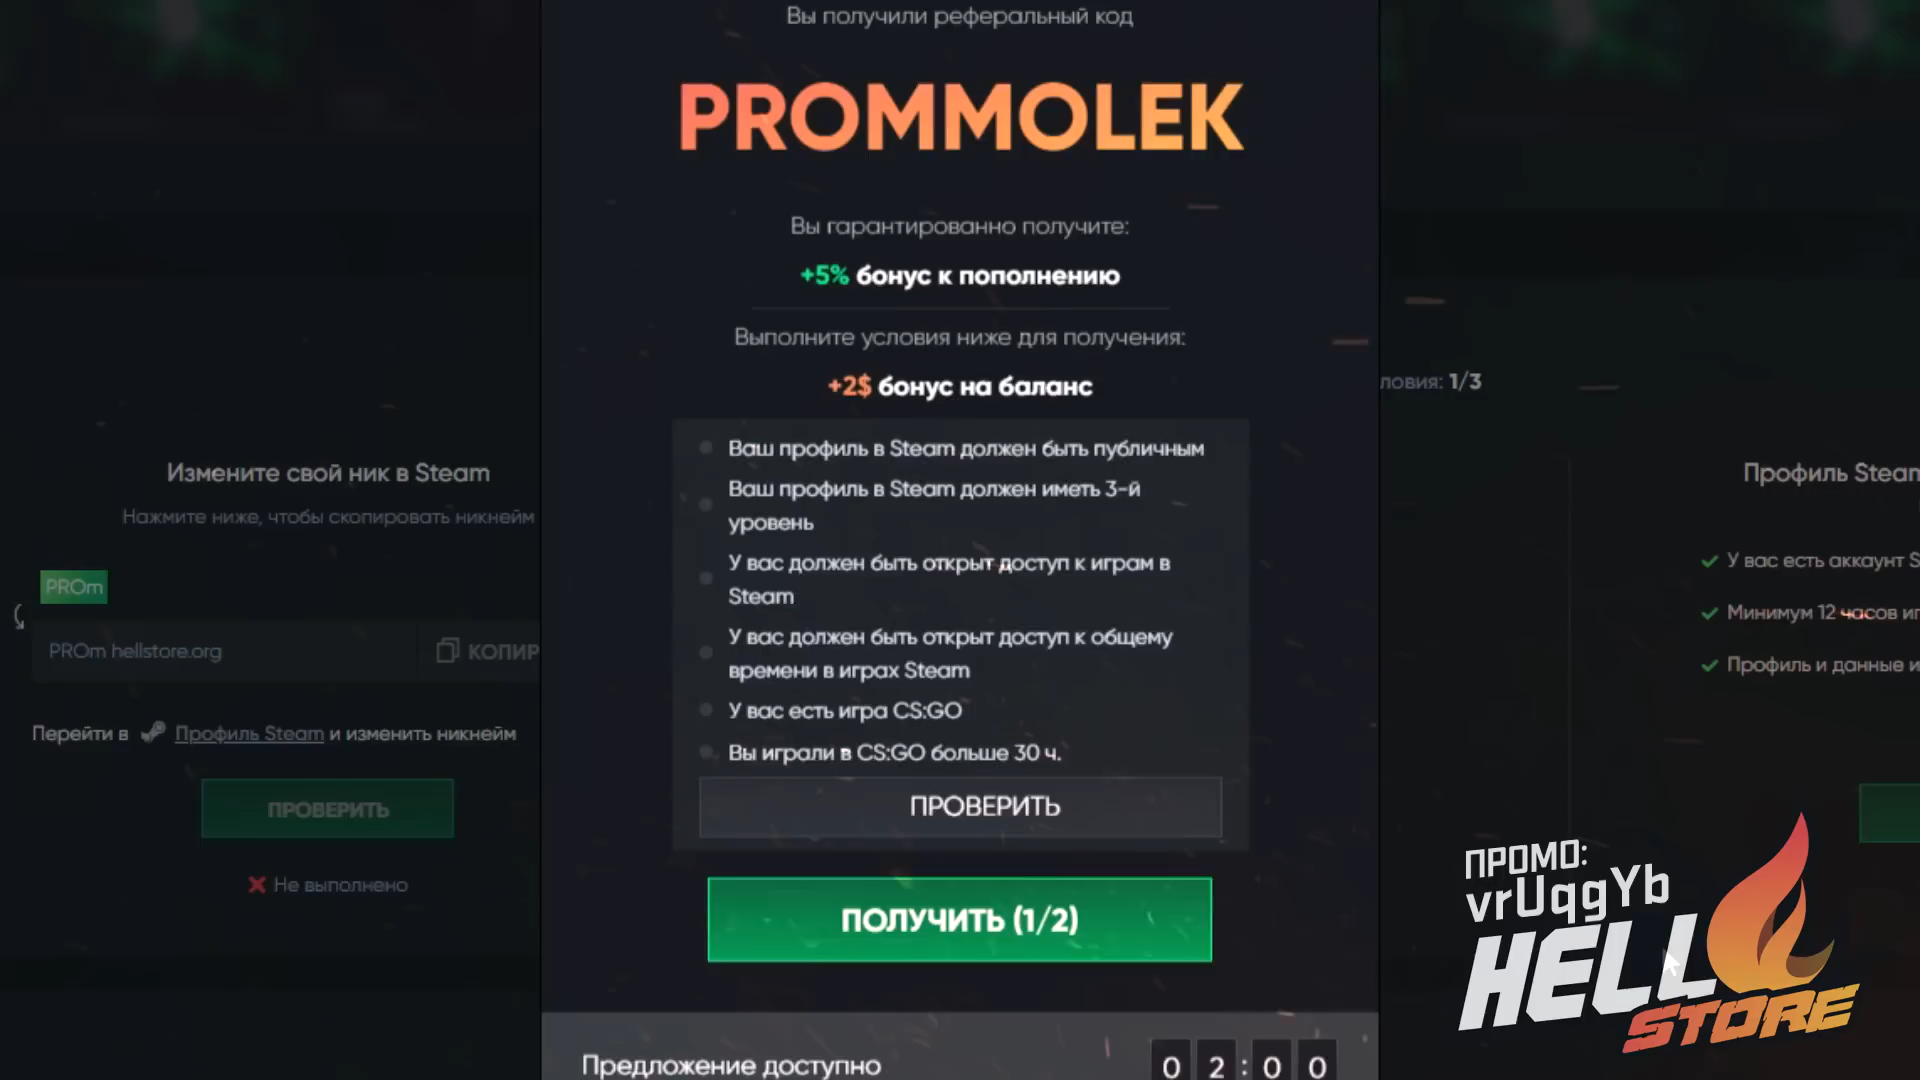 Вы получили реферальный код
PROMMOLEK
Вы гарантированно получите:
+5% бонус к пополнению
Выполните условия ниже для получения:
+2$ бонус на баланс
Ваш профиль в Steam должен быть публичным
Ваш профиль в Steam должен иметь 3-й
уровень
У вас должен быть открыт доступ к играм в
Steam
У вас должен быть открыт доступ к общему
времени в играх Steam
У вас есть игра CS:GO
Вы играли в CS:GO больше 30 ч.
ПРОВЕРИТЬ
ПОЛУЧИТЬ (1/2)
Предложение доступно
02:00
Измените свой ник в Steam
Нажмите ниже, чтобы скопировать никнейм
PROm
PROm hellstore.org
КОПИР
Перейти в Профиль Steam и изменить никнейм
ПРОВЕРИТЬ
Не выполнено
ловия: 1/3
Профиль Steam
У вас есть аккаунт S
Минимум 12 часов иг
Профиль и данные и
ПРОМО:
vrUqgYb
HELL
STORE